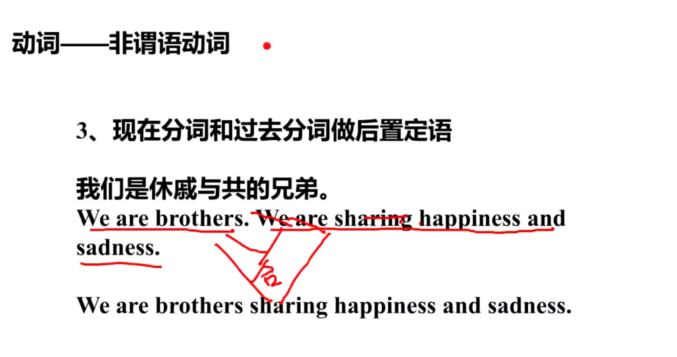 动词——非谓语动词
3、现在分词和过去分词做后置定语
我们是休戚与共的兄弟。
We are brothers. We are sharing happiness and
sadness.
We are brothers sharing happiness and sadness.